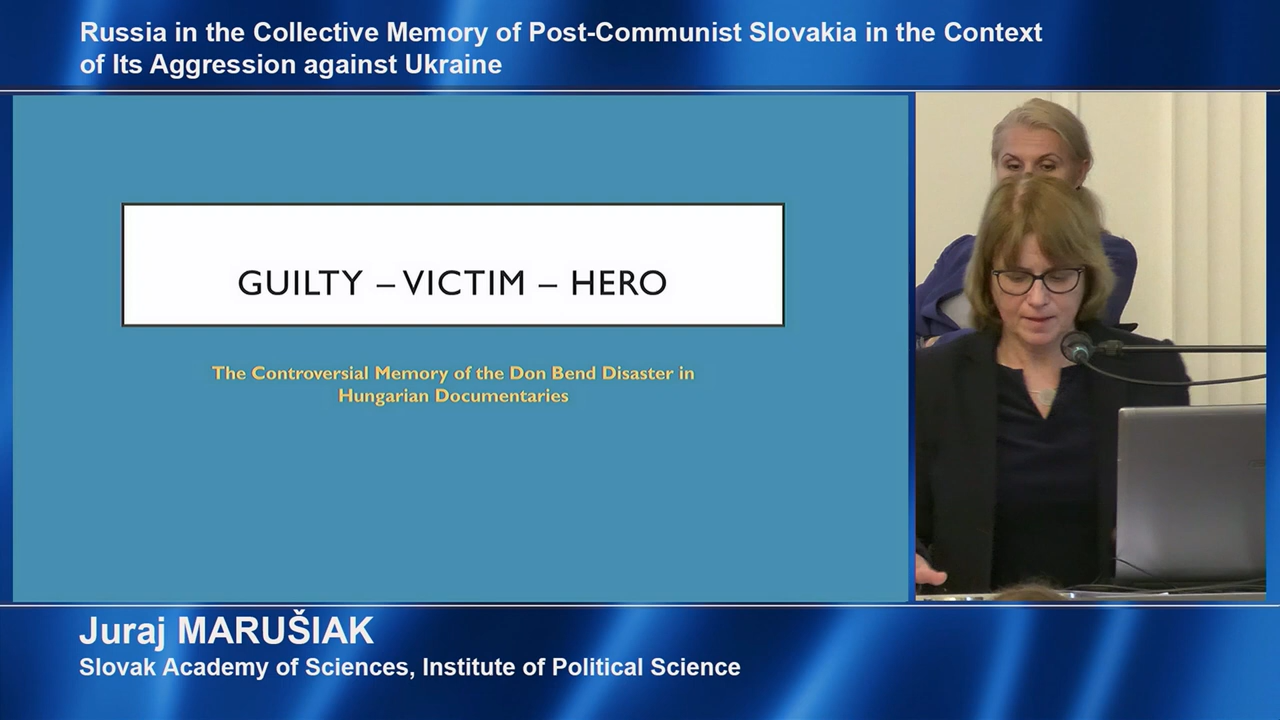 Russia in the Collective Memory of Post-Communist Slovakia in the Context
of Its Aggression against Ukraine
GUILTY – VICTIM – HERO
The Controversial Memory of the Don Bend Disaster in
Hungarian Documentaries
Juraj MARUŠIAK
Slovak Academy of Sciences, Institute of Political Science